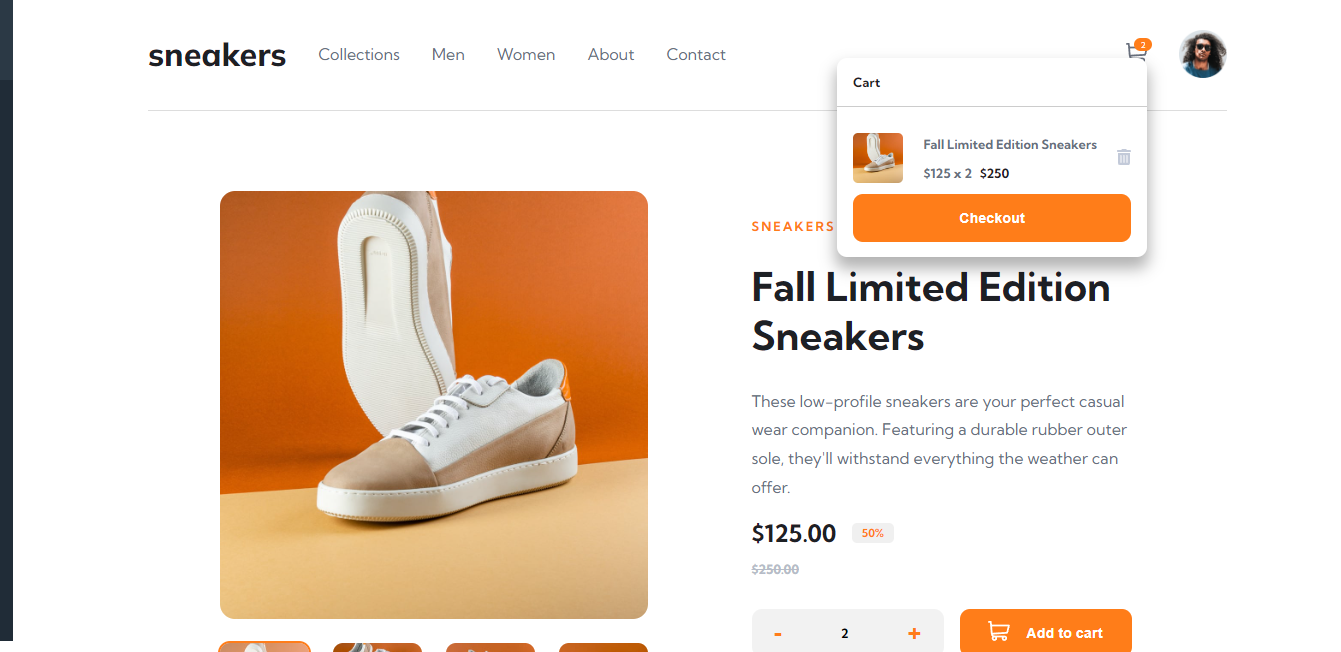 sneakers
Collections
Men
Women
About
Contact
2
Cart
Fall Limited Edition Sneakers
$125 x 2 $250
Checkout
SNEAKERS
Fall Limited Edition
Sneakers
These low-profile sneakers are your perfect casual
wear companion. Featuring a durable rubber outer
sole, they'll withstand everything the weather can
offer.
$125.00 50%
$250.00
- 2 +
Add to cart